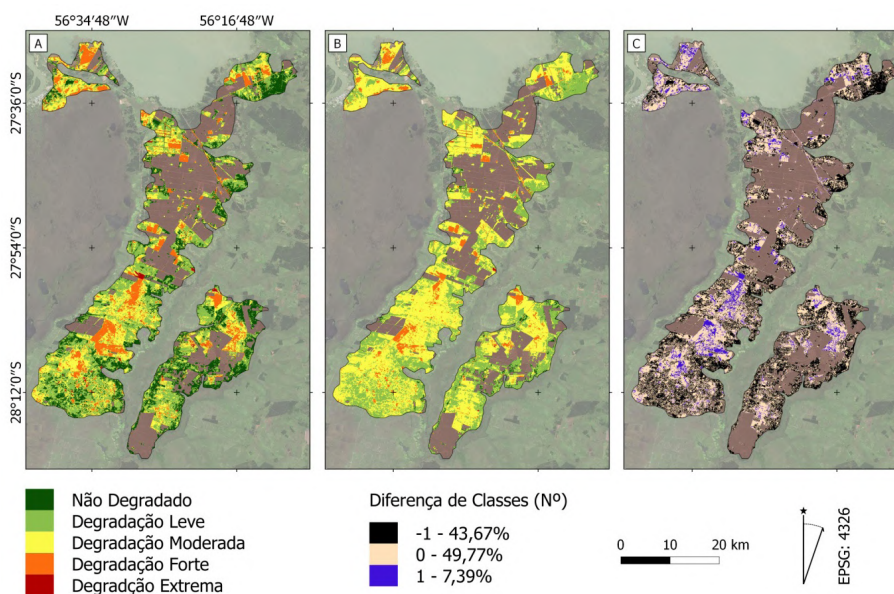 56°34′48″W 56°16′48″W
A
B
C
27°36′0″S
27°54′0″S
28°12′0″S
Não Degradado
Degradação Leve
Degradação Moderada
Degradação Forte
Degradção Extrema
Diferença de Classes (Nº)
-1 - 43,67%
0 - 49,77%
1 - 7,39%
0 10 20 km
EPSG: 4326